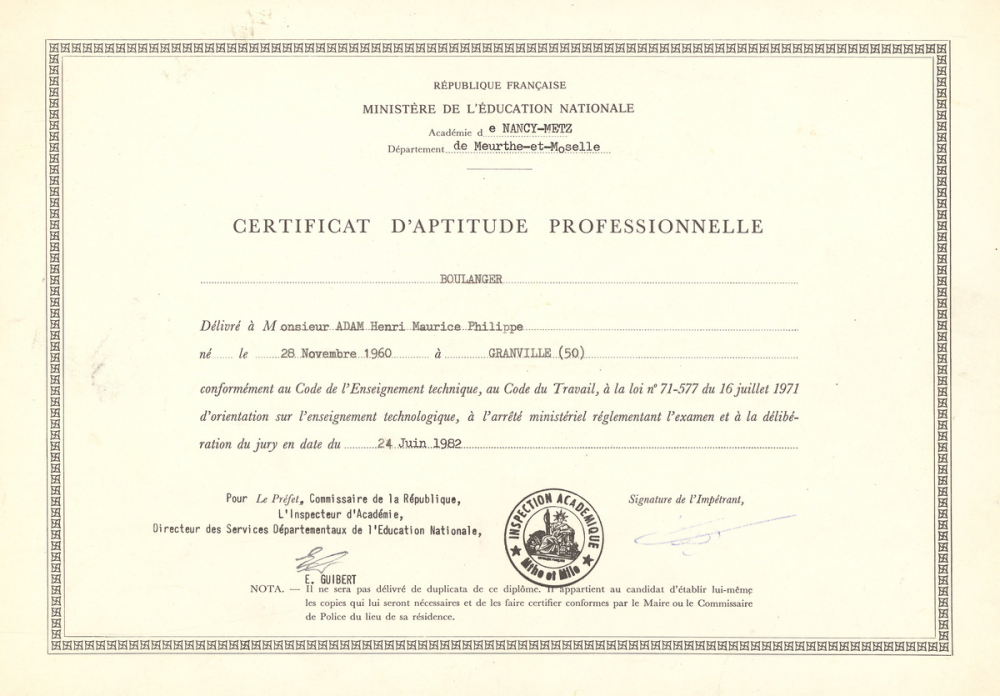 RÉPUBLIQUE FRANÇAISE
MINISTÈRE DE L'ÉDUCATION NATIONALE
Académie d e NANCY-METZ
Département de Meurthe-et-Moselle
CERTIFICAT D'APTITUDE PROFESSIONNELLE
BOULANGER
Délivré à Monsieur ADAM Henri Maurice Philippe
né le 28 Novembre 1960 à GRANVILLE (50)
conformément au Code de l'Enseignement technique, au Code du Travail, à la loi n° 71-577 du 16 juillet 1971
d'orientation sur l'enseignement technologique, à l'arrêté ministériel réglementant l'examen et à la délibé-
ration du jury en date du 24 Juin 1982
Pour Le Préfet, Commissaire de la République,
L'Inspecteur d'Académie,
Directeur des Services Départementaux de l'Education Nationale,
E. GUIBERT
INSPECTION ACADEMIQUE
Mthe et Mlle
Signature de l'Impétrant,
NOTA. — Il ne sera pas délivré de duplicata de ce diplôme. Il appartient au candidat d'établir lui-même
les copies qui lui seront nécessaires et de les faire certifier conformes par le Maire ou le Commissaire
de Police du lieu de sa résidence.